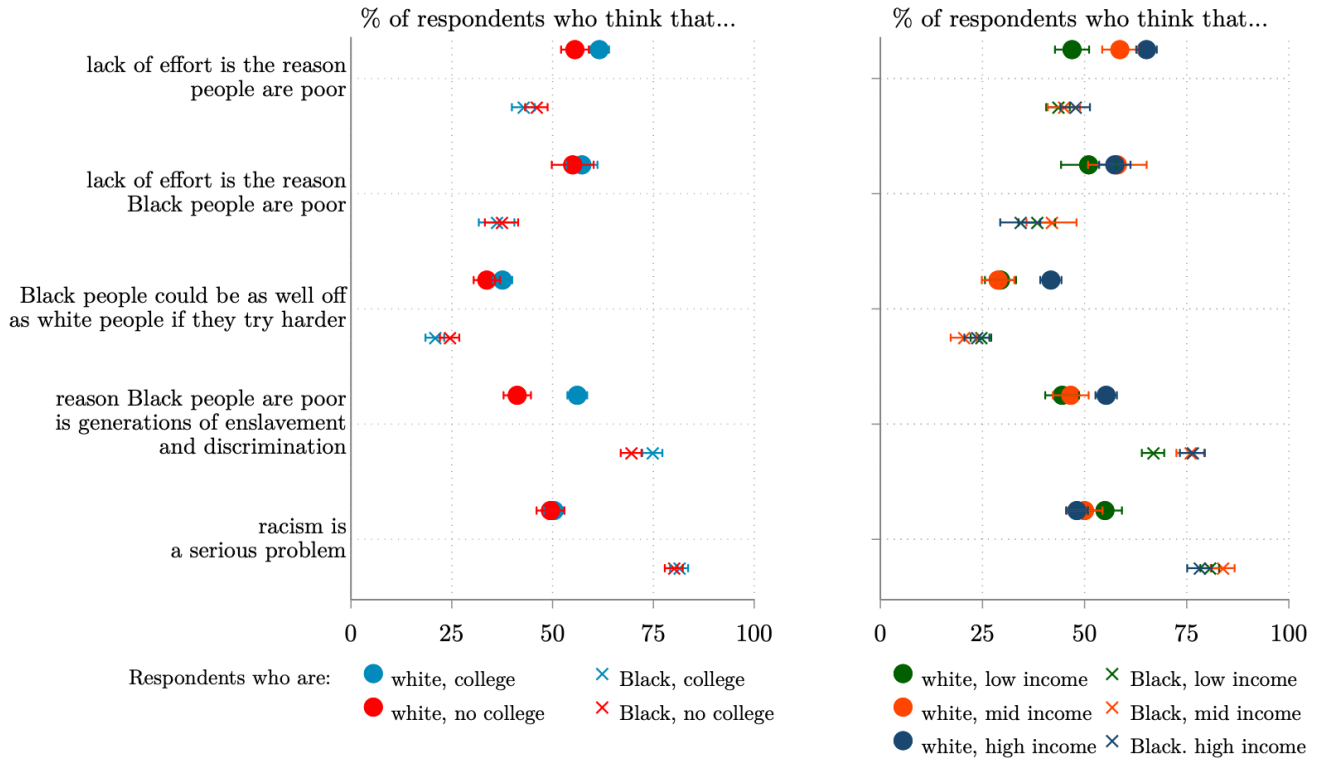 % of respondents who think that...
% of respondents who think that...
lack of effort is the reason
people are poor
lack of effort is the reason
Black people are poor
Black people could be as well off
as white people if they try harder
reason Black people are poor
is generations of enslavement
and discrimination
racism is
a serious problem
0 25 50 75 100
0 25 50 75 100
Respondents who are:
white, college
Black, college
white, no college
Black, no college
white, low income
Black, low income
white, mid income
Black, mid income
white, high income
Black. high income